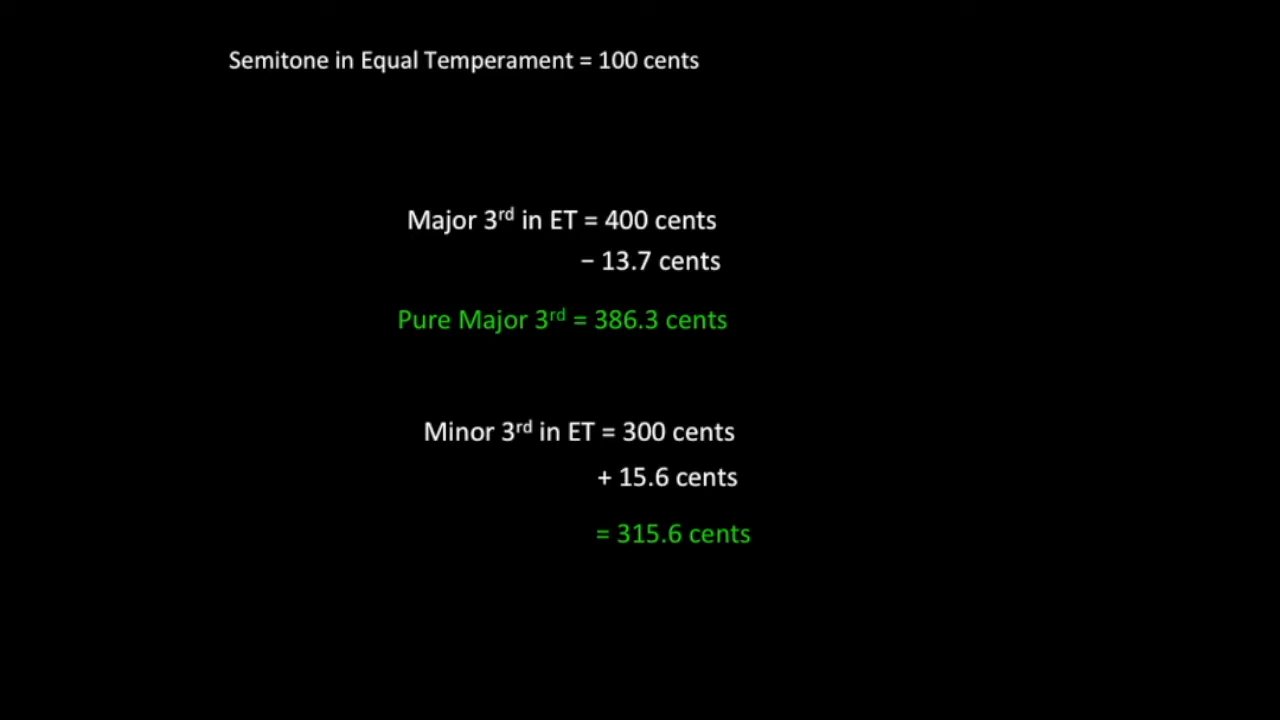 Semitone in Equal Temperament = 100 cents
Major 3rd in ET = 400 cents
− 13.7 cents
Pure Major 3rd = 386.3 cents
Minor 3rd in ET = 300 cents
+ 15.6 cents
= 315.6 cents